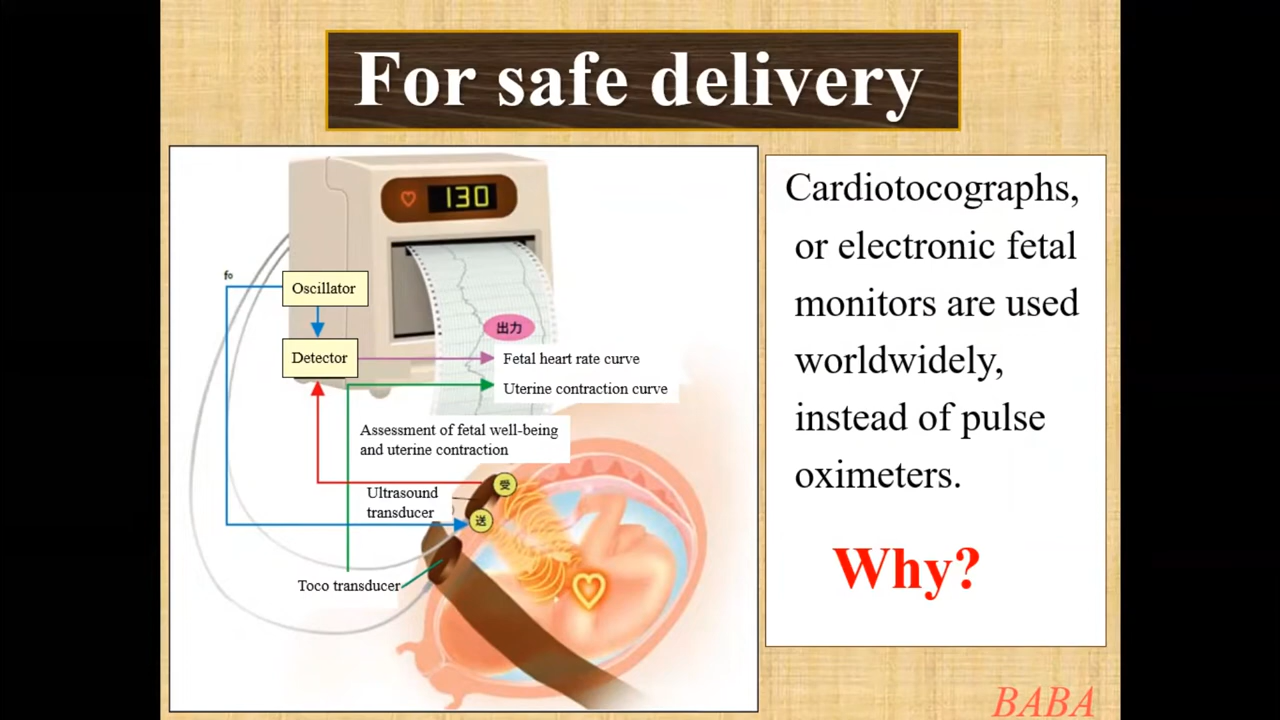 For safe delivery
130
f₀
Oscillator
Detector
出力
Fetal heart rate curve
Uterine contraction curve
Assessment of fetal well-being
and uterine contraction
受
Ultrasound
transducer
送
Toco transducer
Cardiotocographs,
or electronic fetal
monitors are used
worldwidely,
instead of pulse
oximeters.
Why?
BABA